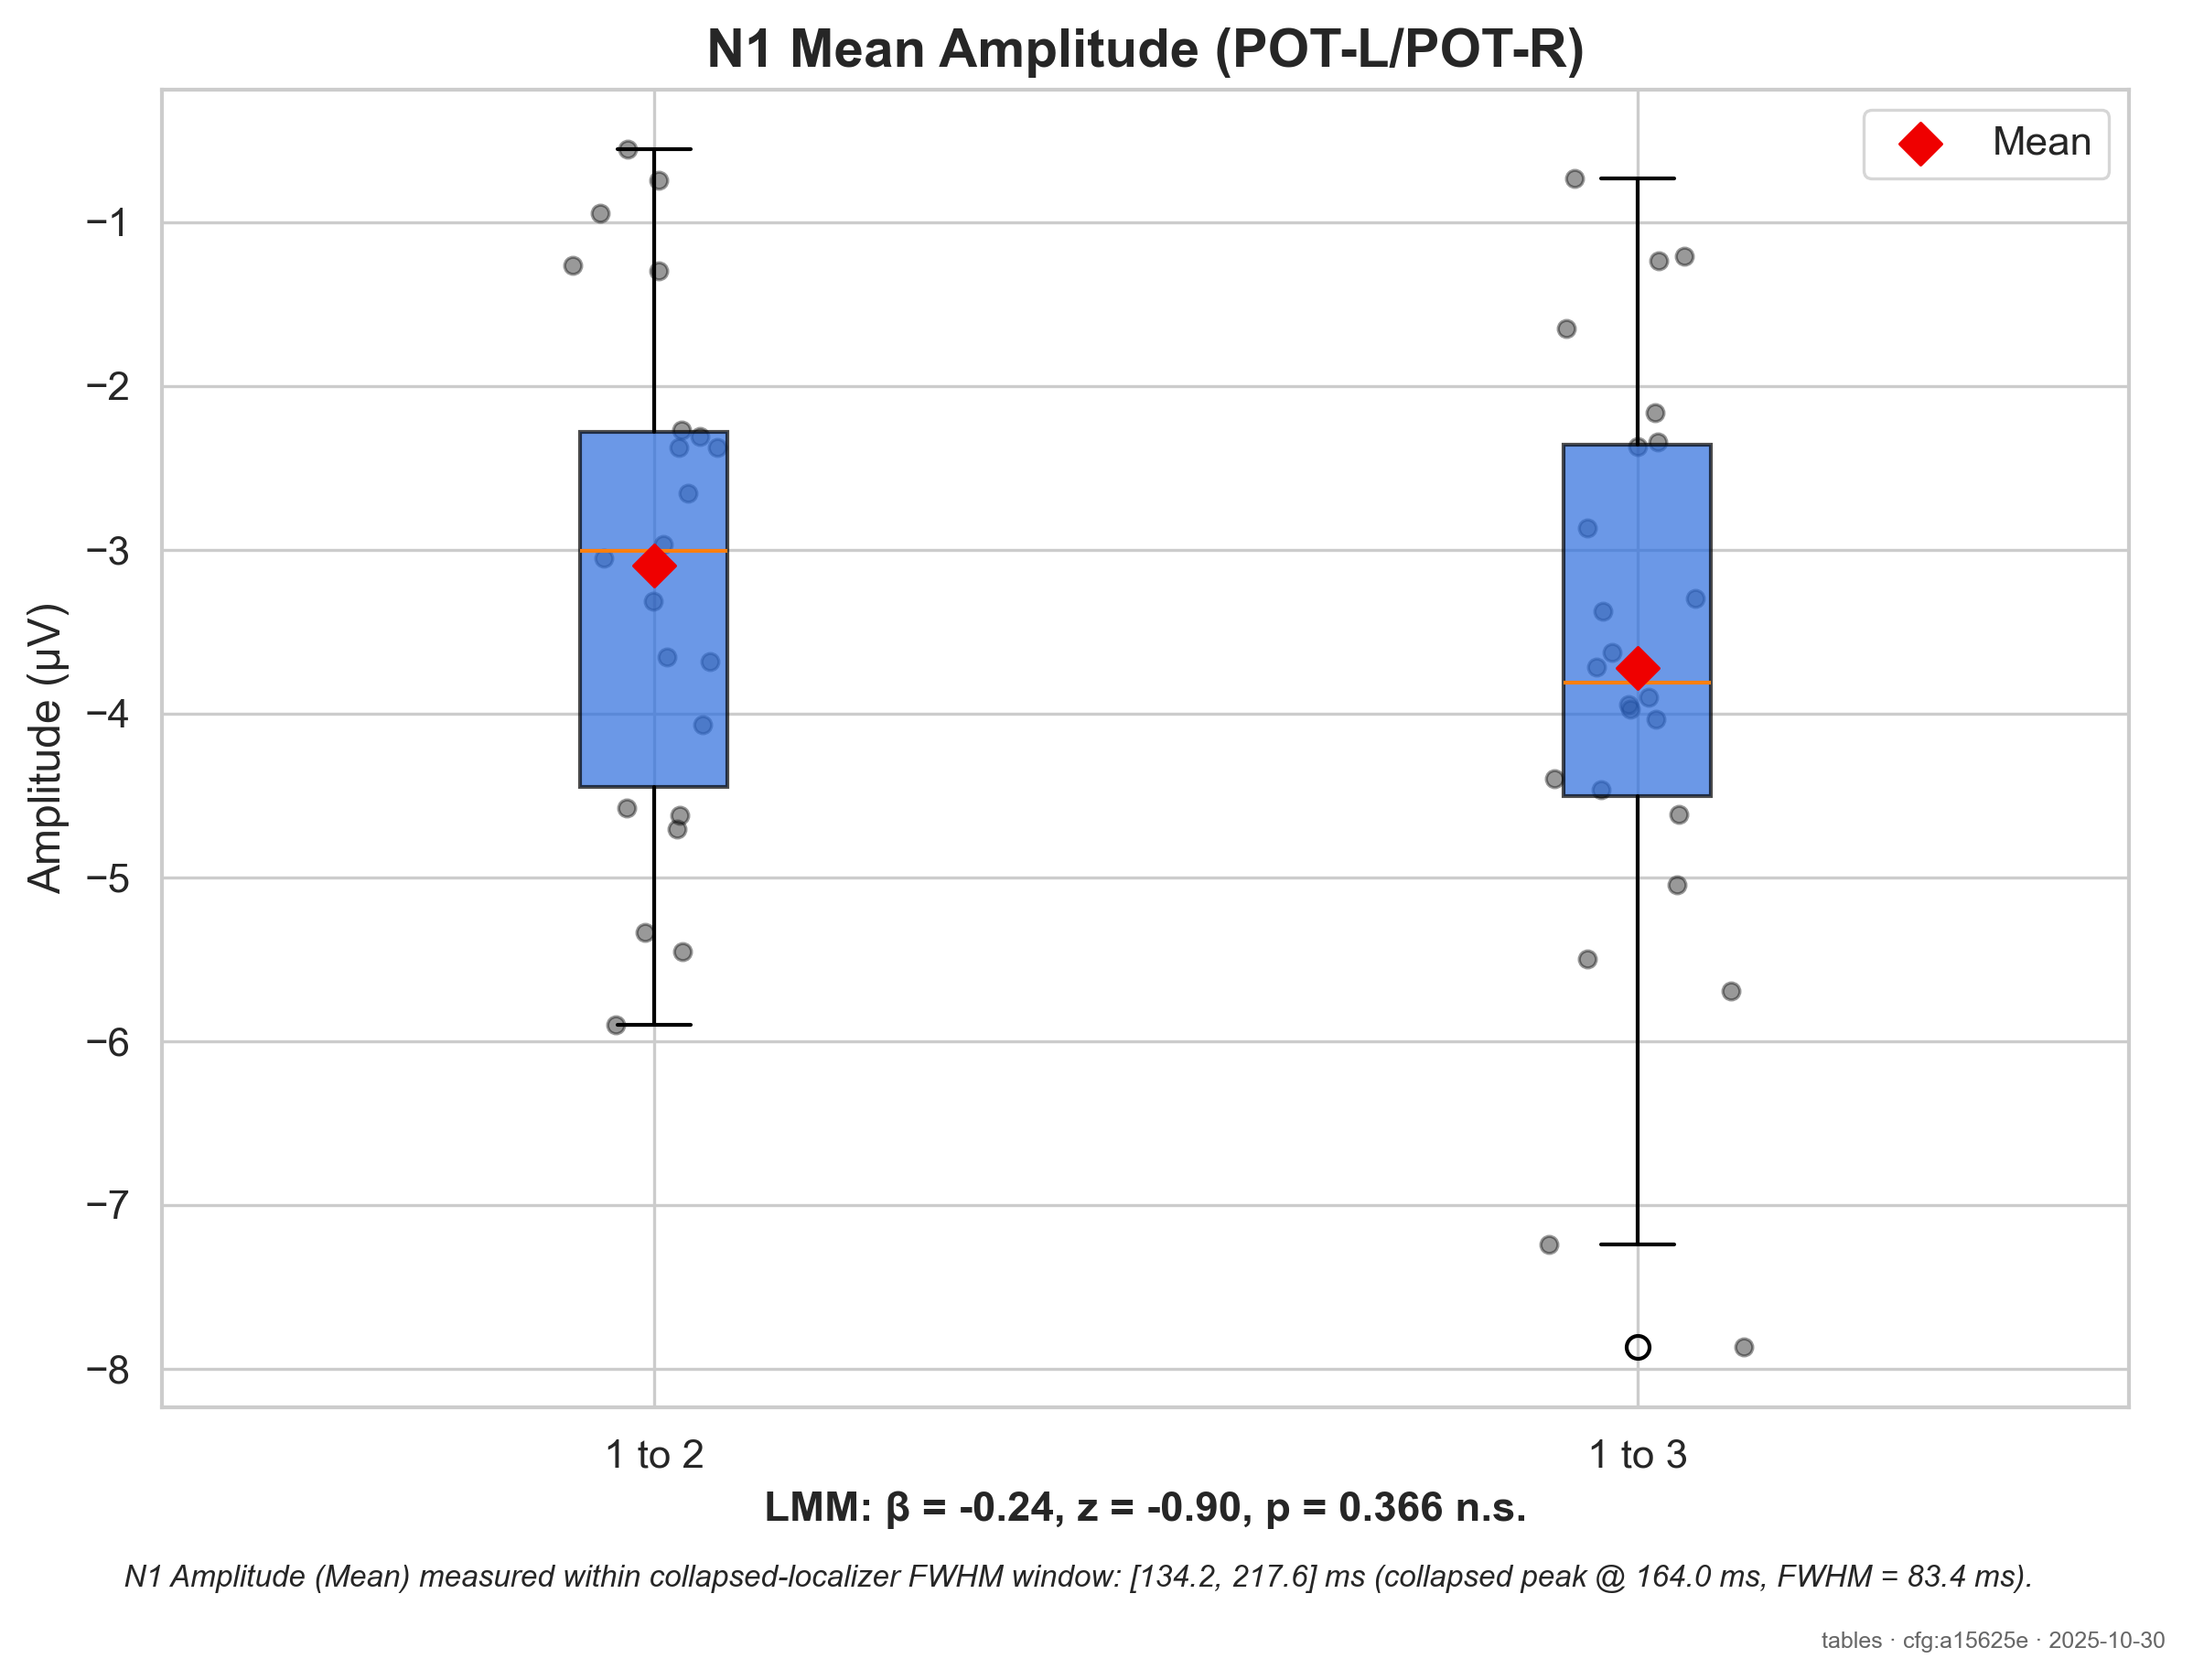 N1 Mean Amplitude (POT-L/POT-R)
Mean
−1
−2
−3
−4
−5
−6
−7
−8
Amplitude (µV)
1 to 2
1 to 3
LMM: β = -0.24, z = -0.90, p = 0.366 n.s.
N1 Amplitude (Mean) measured within collapsed-localizer FWHM window: [134.2, 217.6] ms (collapsed peak @ 164.0 ms, FWHM = 83.4 ms).
tables · cfg:a15625e · 2025-10-30